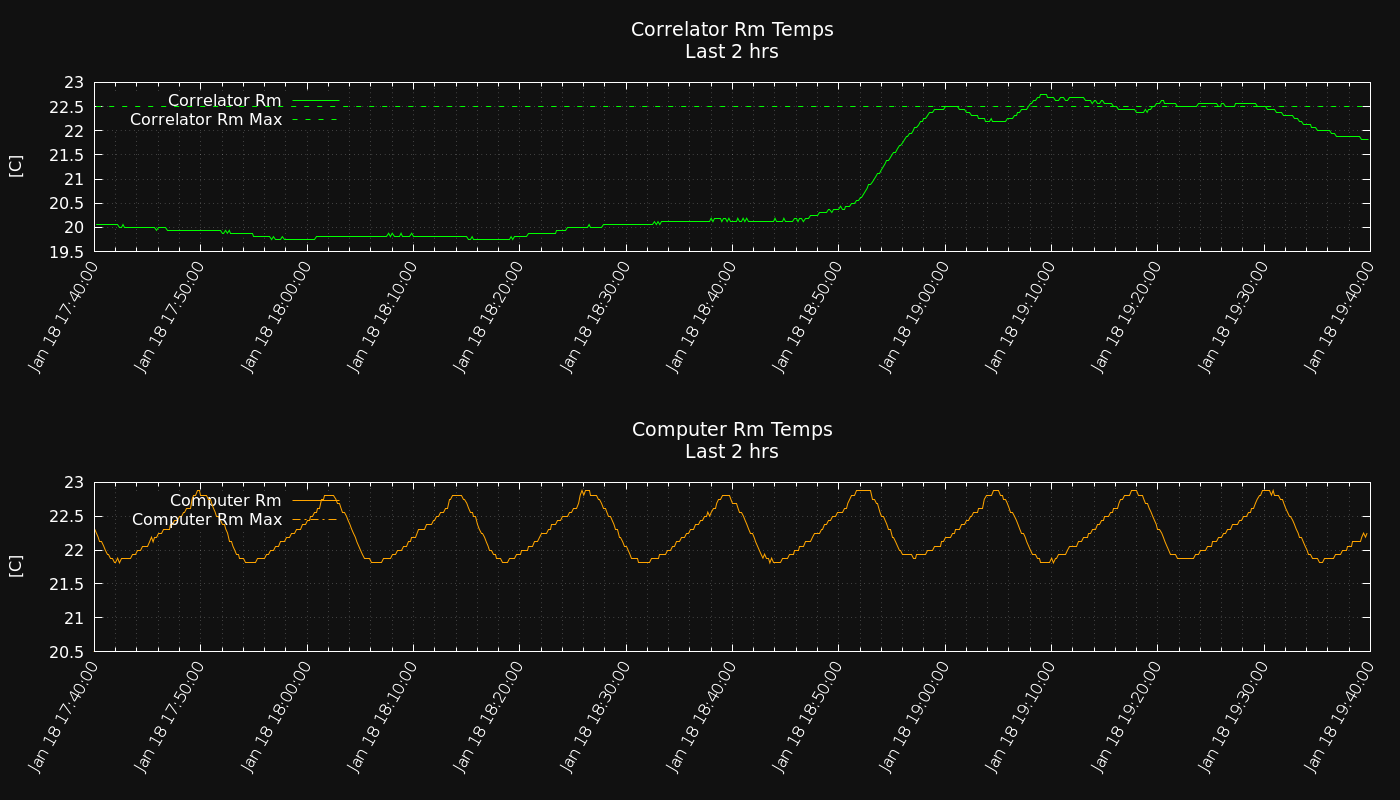 Correlator Rm Temps
Last 2 hrs
23
22.5
22
21.5
21
20.5
20
19.5
[C]
Correlator Rm
Correlator Rm Max
Jan 18 17:40:00
Jan 18 17:50:00
Jan 18 18:00:00
Jan 18 18:10:00
Jan 18 18:20:00
Jan 18 18:30:00
Jan 18 18:40:00
Jan 18 18:50:00
Jan 18 19:00:00
Jan 18 19:10:00
Jan 18 19:20:00
Jan 18 19:30:00
Jan 18 19:40:00
Computer Rm Temps
Last 2 hrs
23
22.5
22
21.5
21
20.5
[C]
Computer Rm
Computer Rm Max
Jan 18 17:40:00
Jan 18 17:50:00
Jan 18 18:00:00
Jan 18 18:10:00
Jan 18 18:20:00
Jan 18 18:30:00
Jan 18 18:40:00
Jan 18 18:50:00
Jan 18 19:00:00
Jan 18 19:10:00
Jan 18 19:20:00
Jan 18 19:30:00
Jan 18 19:40:00